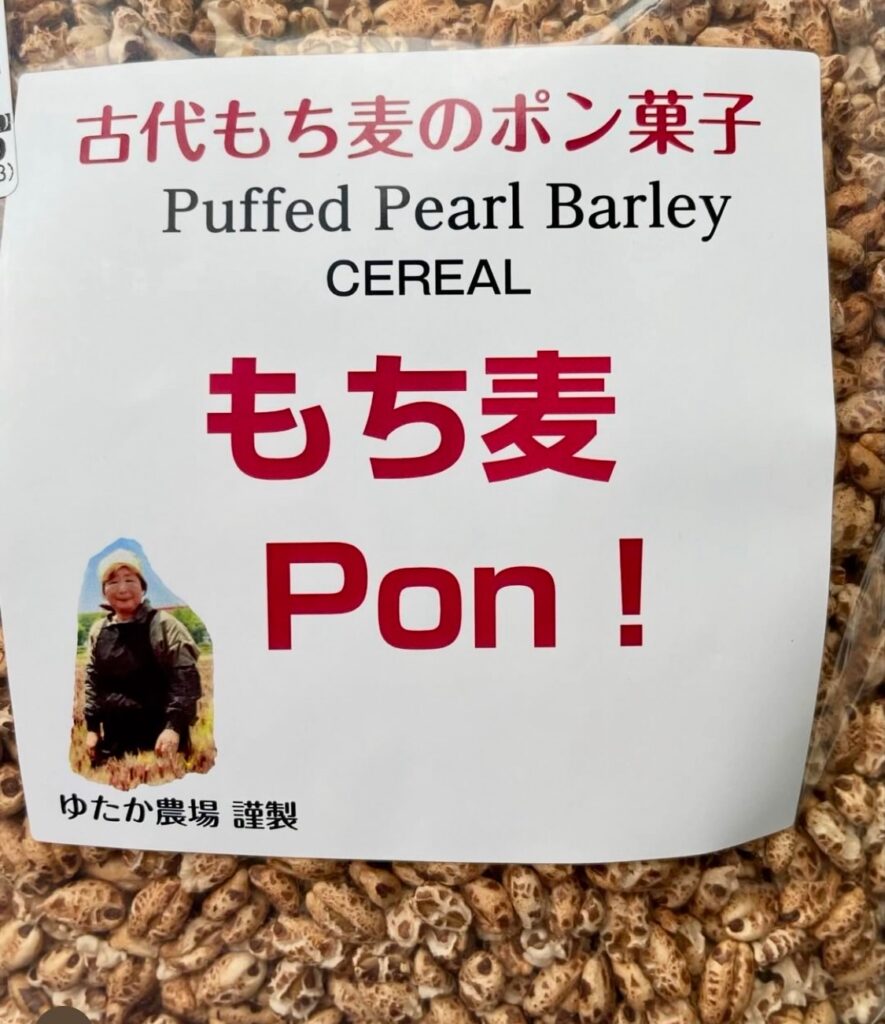 古代もち麦のポン菓子
Puffed Pearl Barley
CEREAL
もち麦
Pon！
ゆたか農場 謹製